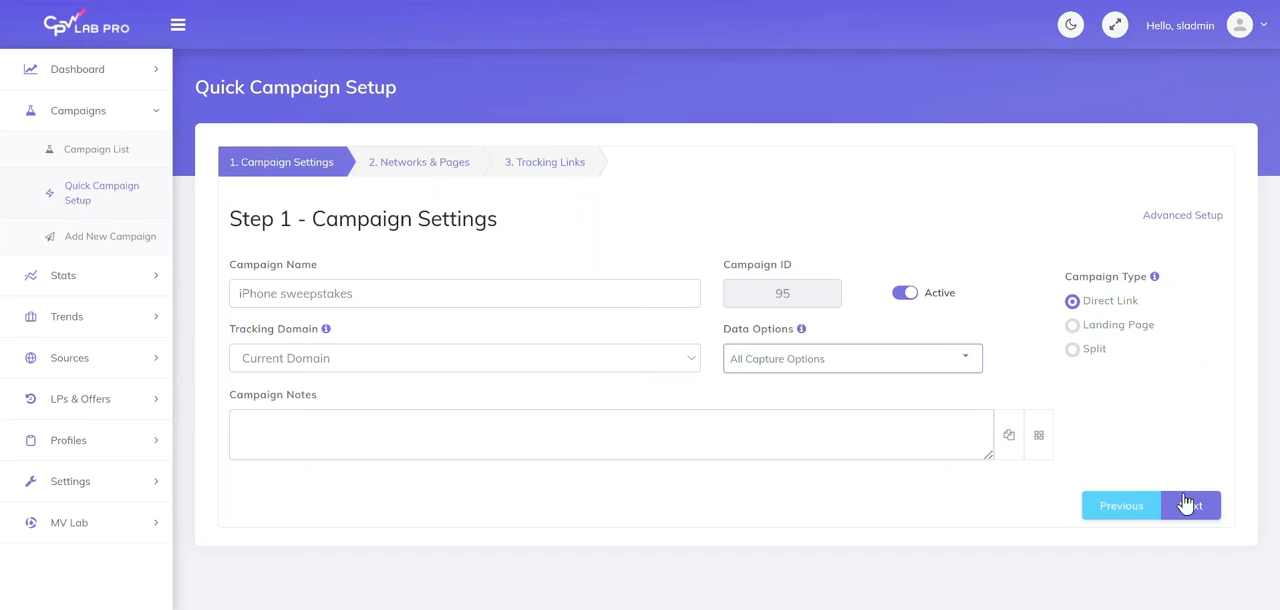 CPV LAB PRO
Hello, sladmin
Dashboard
Campaigns
Campaign List
Quick Campaign
Setup
Add New Campaign
Stats
Trends
Sources
LPs & Offers
Profiles
Settings
MV Lab
Quick Campaign Setup
1. Campaign Settings
2. Networks & Pages
3. Tracking Links
Step 1 - Campaign Settings
Advanced Setup
Campaign Name
iPhone sweepstakes
Campaign ID
95
Active
Campaign Type
Direct Link
Landing Page
Split
Tracking Domain
Current Domain
Data Options
All Capture Options
Campaign Notes
Previous